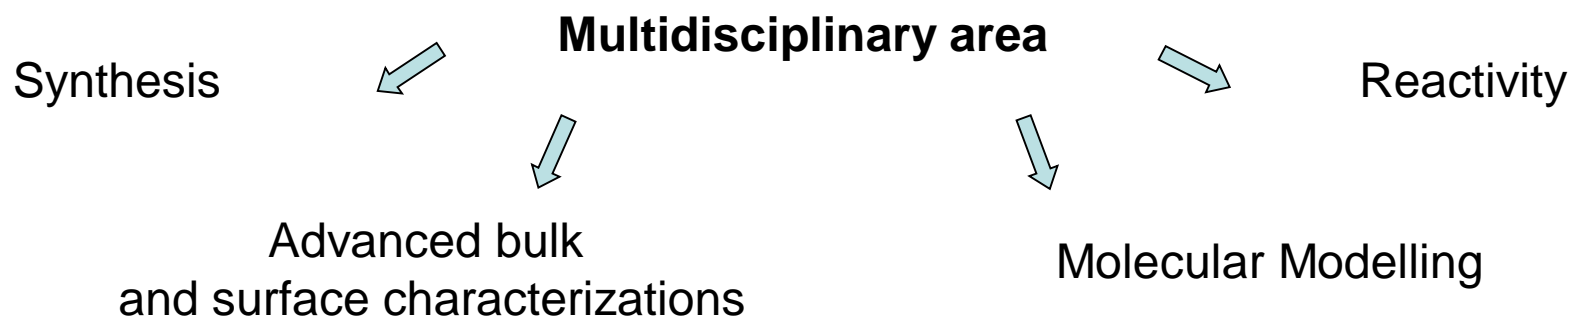 Multidisciplinary area
Synthesis
Reactivity
Advanced bulk
and surface characterizations
Molecular Modelling